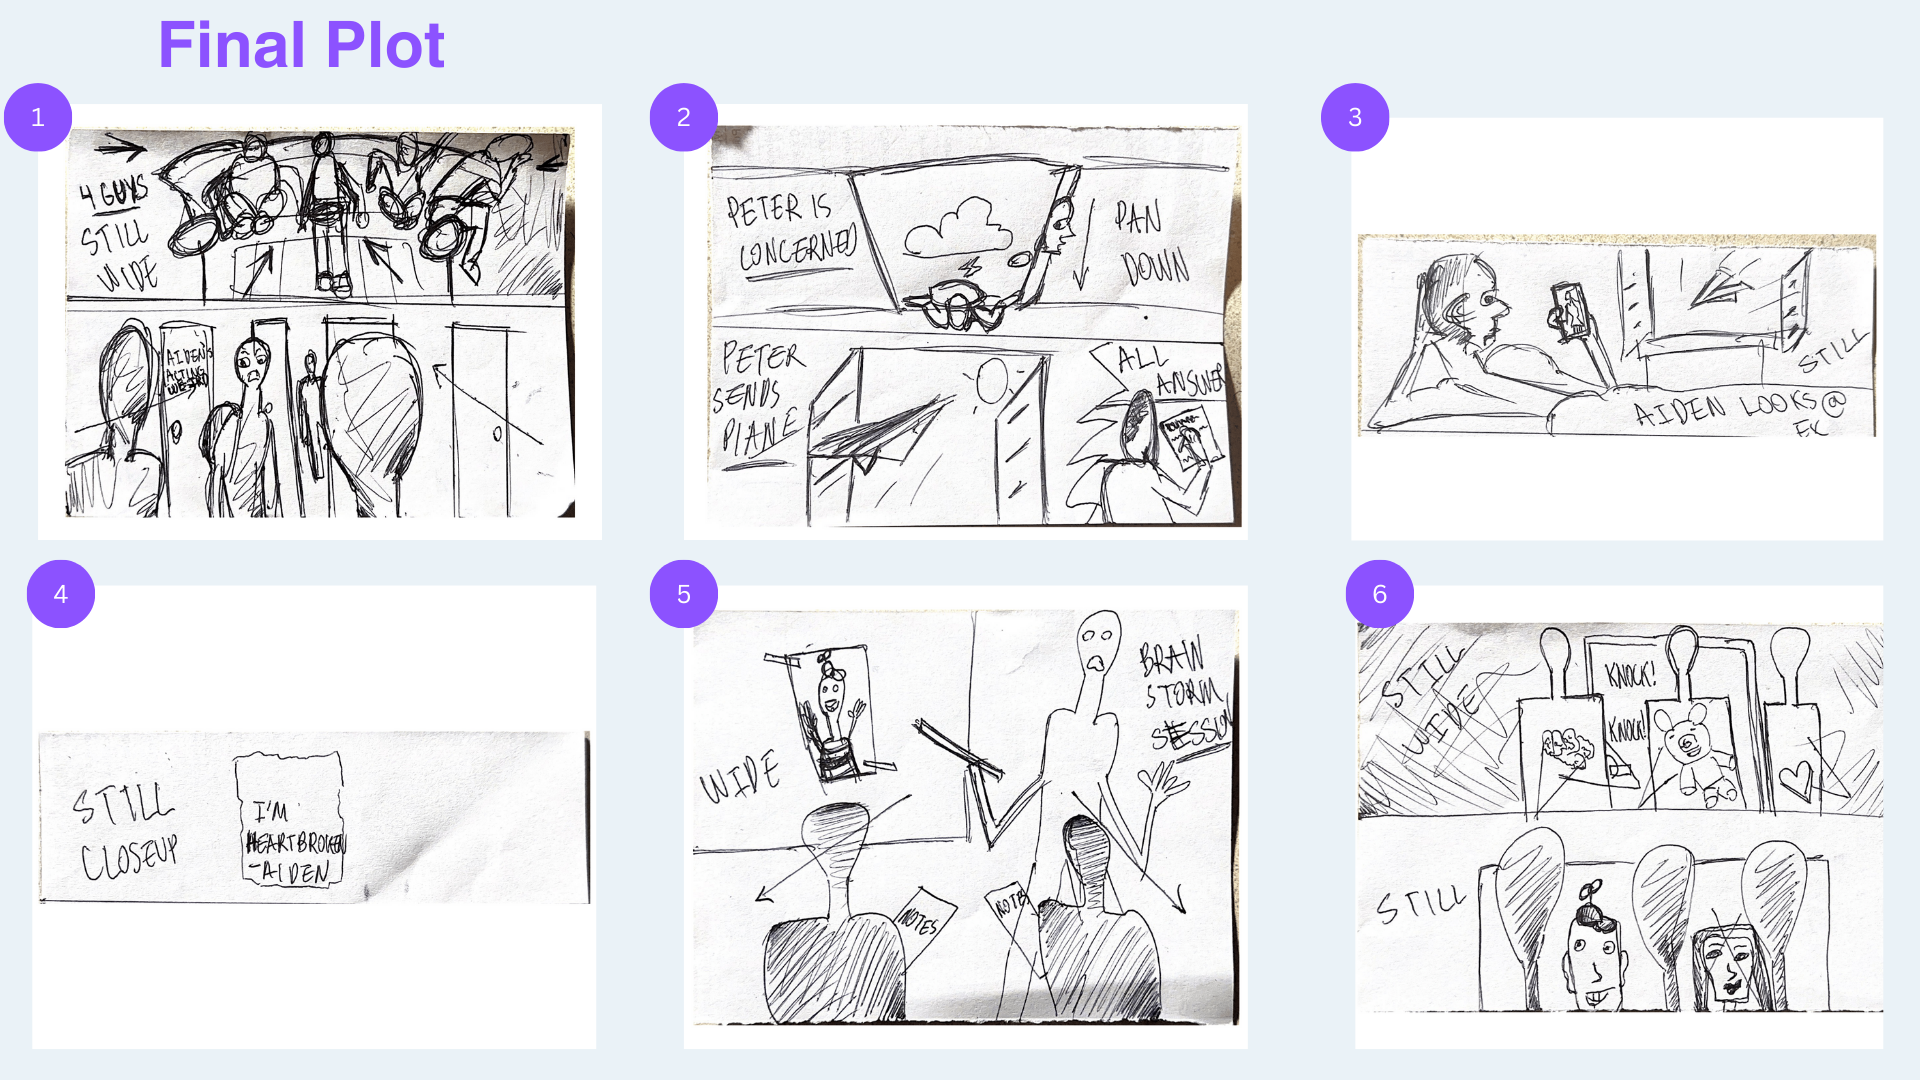 Final Plot
1
4 GUYS
STILL
WIDE
AIDEN'S
ACTING
WEIRD
2
PETER IS
CONCERNED
PAN
DOWN
PETER
SENDS
PLANE
ALL
ANSWER
3
STILL
AIDEN LOOKS @
EX
4
STILL
CLOSEUP
I'M
HEARTBROKEN
-AIDEN
5
WIDE
BRAIN
STORM
SESSION
NOTES
NOTES
6
STILL
WIDE
KNOCK!
KNOCK!
STILL